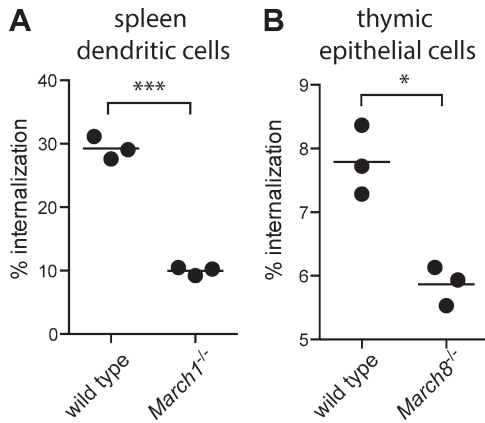 A
spleen
dendritic cells
% internalization
40
30
20
10
0
***
wild type
March1-/-
B
thymic
epithelial cells
% internalization
9
8
7
6
5
*
wild type
March8-/-